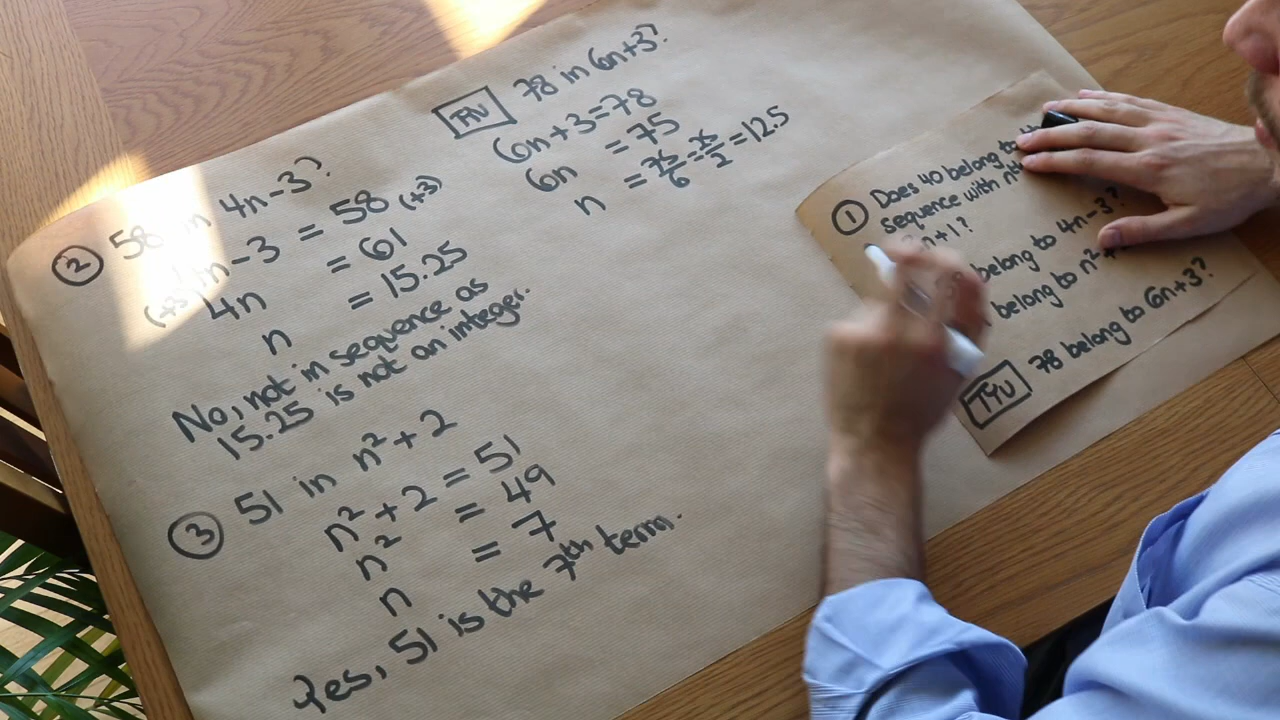 ② 58 in 4n-3?
(+3) 4n-3 = 58 (+3)
4n = 61
n = 15.25
No, not in sequence as
15.25 is not an integer.
③ 51 in n²+2
n²+2 = 51
n² = 49
n = 7
Yes, 51 is the 7th term.
TYU 78 in 6n+3?
6n+3=78
6n = 75
n = 75/6 = 25/2 = 12.5
① Does 40 belong to
sequence with nth
n+1?
belong to 4n-3?
belong to n²+
TYU 78 belong to 6n+3?